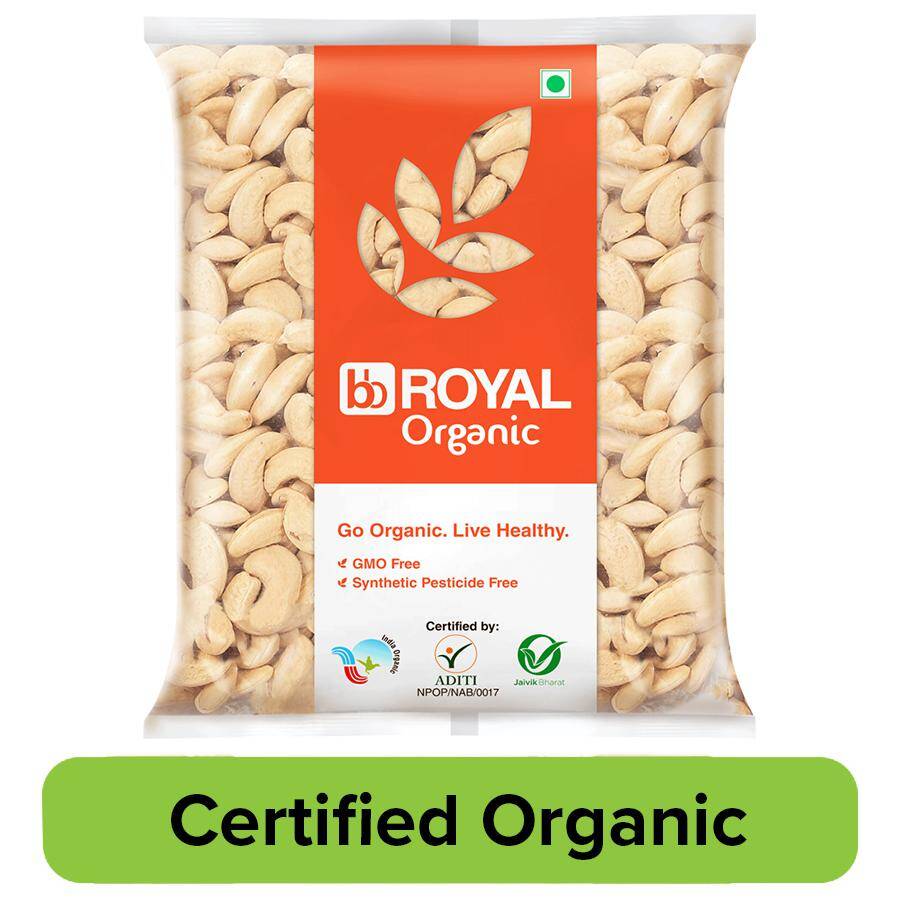 bb ROYAL
Organic
Go Organic. Live Healthy.
GMO Free
Synthetic Pesticide Free
Certified by:
India Organic
ADITI
NPOP/NAB/0017
Jaivik Bharat
Certified Organic